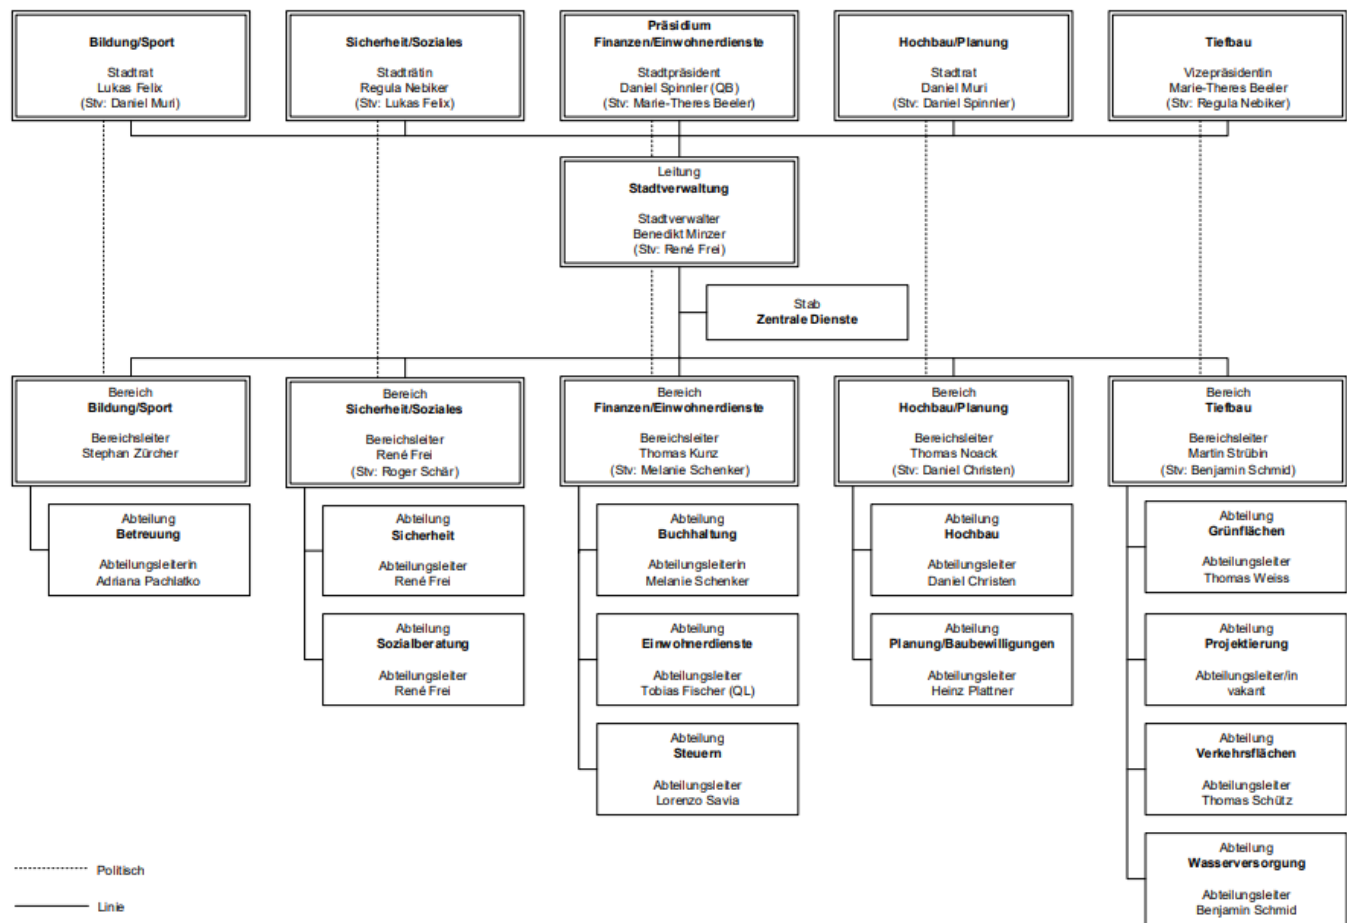 Bildung/Sport
Stadtrat
Lukas Felix
(Stv: Daniel Muri)
Sicherheit/Soziales
Stadträtin
Regula Nebiker
(Stv: Lukas Felix)
Präsidium
Finanzen/Einwohnerdienste
Stadtpräsident
Daniel Spinnler (QB)
(Stv: Marie-Theres Beeler)
Hochbau/Planung
Stadtrat
Daniel Muri
(Stv: Daniel Spinnler)
Tiefbau
Vizepräsidentin
Marie-Theres Beeler
(Stv: Regula Nebiker)
Leitung
Stadtverwaltung
Stadtverwalter
Benedikt Minzer
(Stv: René Frei)
Stab
Zentrale Dienste
Bereich
Bildung/Sport
Bereichsleiter
Stephan Zürcher
Bereich
Sicherheit/Soziales
Bereichsleiter
René Frei
(Stv: Roger Schär)
Bereich
Finanzen/Einwohnerdienste
Bereichsleiter
Thomas Kunz
(Stv: Melanie Schenker)
Bereich
Hochbau/Planung
Bereichsleiter
Thomas Noack
(Stv: Daniel Christen)
Bereich
Tiefbau
Bereichsleiter
Martin Strübin
(Stv: Benjamin Schmid)
Abteilung
Betreuung
Abteilungsleiterin
Adriana Pachlatko
Abteilung
Sicherheit
Abteilungsleiter
René Frei
Abteilung
Sozialberatung
Abteilungsleiter
René Frei
Abteilung
Buchhaltung
Abteilungsleiterin
Melanie Schenker
Abteilung
Einwohnerdienste
Abteilungsleiter
Tobias Fischer (QL)
Abteilung
Steuern
Abteilungsleiter
Lorenzo Savia
Abteilung
Hochbau
Abteilungsleiter
Daniel Christen
Abteilung
Planung/Baubewilligungen
Abteilungsleiter
Heinz Plattner
Abteilung
Grünflächen
Abteilungsleiter
Thomas Weiss
Abteilung
Projektierung
Abteilungsleiter/in
vakant
Abteilung
Verkehrsflächen
Abteilungsleiter
Thomas Schütz
Abteilung
Wasserversorgung
Abteilungsleiter
Benjamin Schmid
Politisch
Linie